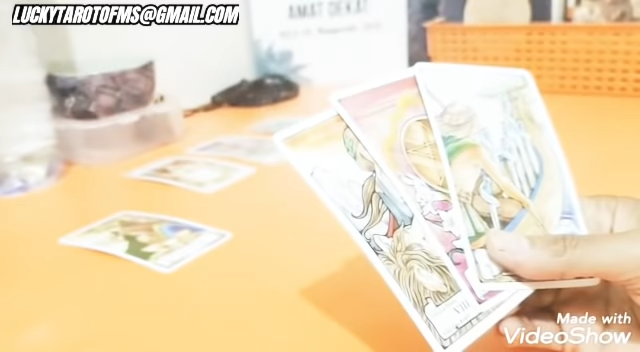 LUCKYTAROTOFMS@GMAIL.COM
AMAT DEKAT
VIII
Made with
VideoShow